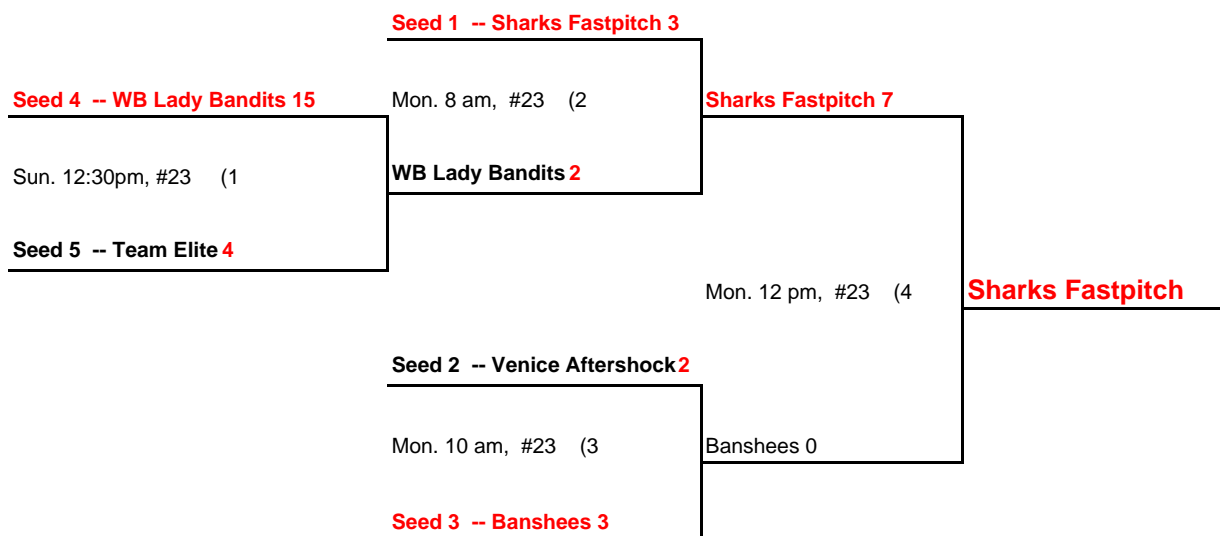 Seed 1 -- Sharks Fastpitch 3
Seed 4 -- WB Lady Bandits 15
Mon. 8 am, #23 (2
Sharks Fastpitch 7
Sun. 12:30pm, #23 (1
WB Lady Bandits 2
Seed 5 -- Team Elite 4
Mon. 12 pm, #23 (4
Sharks Fastpitch
Seed 2 -- Venice Aftershock 2
Mon. 10 am, #23 (3
Banshees 0
Seed 3 -- Banshees 3